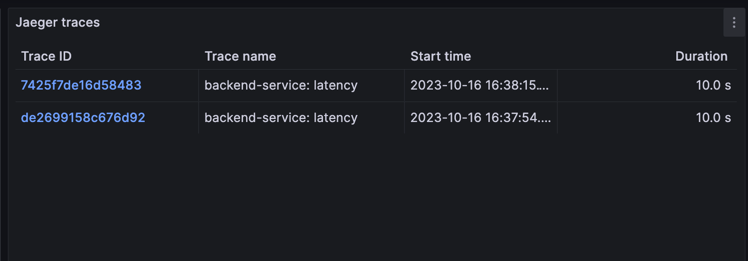 Jaeger traces
Trace ID Trace name Start time Duration
7425f7de16d58483 backend-service: latency 2023-10-16 16:38:15.... 10.0 s
de2699158c676d92 backend-service: latency 2023-10-16 16:37:54.... 10.0 s